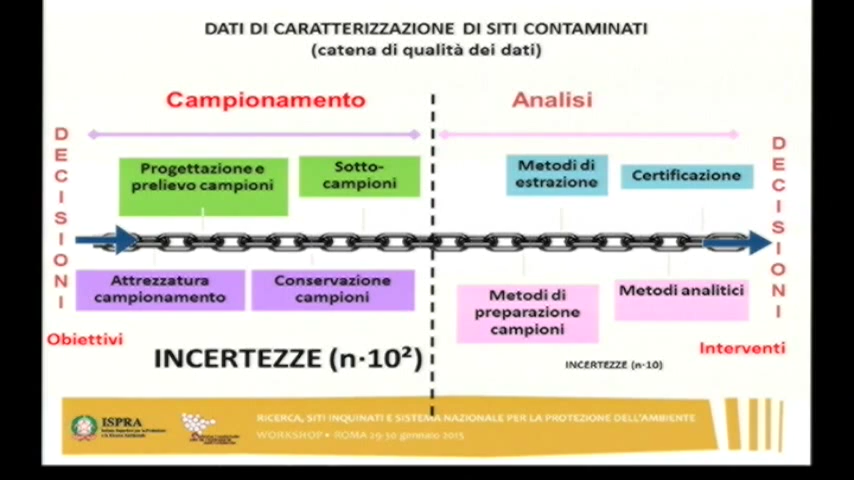 DATI DI CARATTERIZZAZIONE DI SITI CONTAMINATI
(catena di qualità dei dati)
Campionamento
Analisi
DECISIONI
Progettazione e
prelievo campioni
Sotto-
campioni
Metodi di
estrazione
Certificazione
DECISIONI
Attrezzatura
campionamento
Conservazione
campioni
Metodi di
preparazione
campioni
Metodi analitici
Obiettivi
Interventi
INCERTEZZE (n·10²)
INCERTEZZE (n·10)
ISPRA
RICERCA, SITI INQUINATI E SISTEMA NAZIONALE PER LA PROTEZIONE DELL'AMBIENTE
WORKSHOP • ROMA 29-30 gennaio 2015